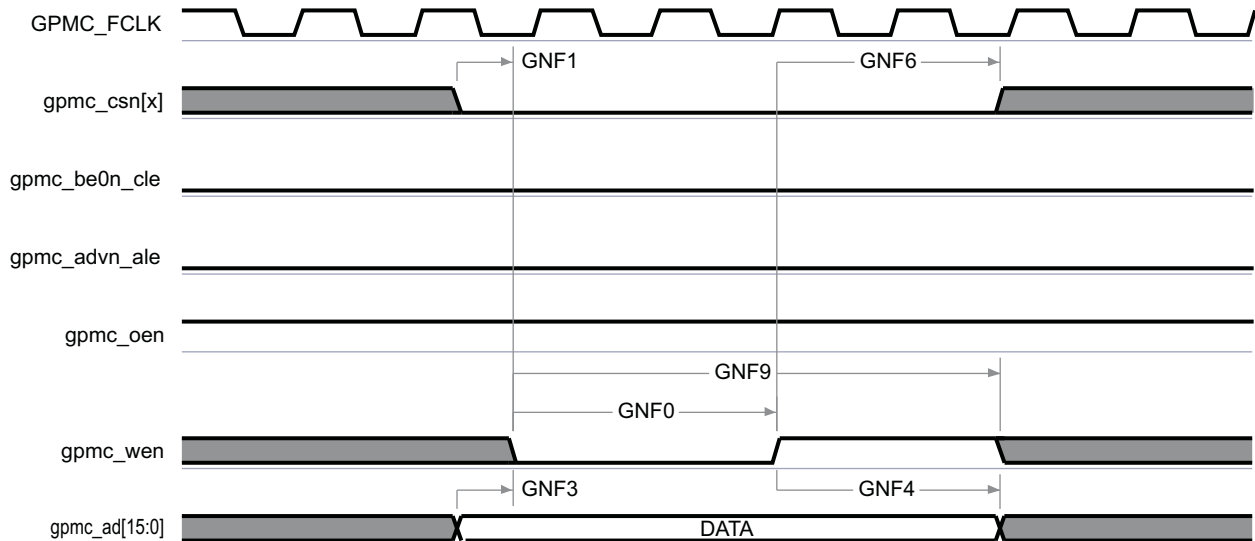 GPMC_FCLK
GNF1
GNF6
gpmc_csn[x]
gpmc_be0n_cle
gpmc_advn_ale
gpmc_oen
GNF9
GNF0
gpmc_wen
GNF3
GNF4
gpmc_ad[15:0]
DATA